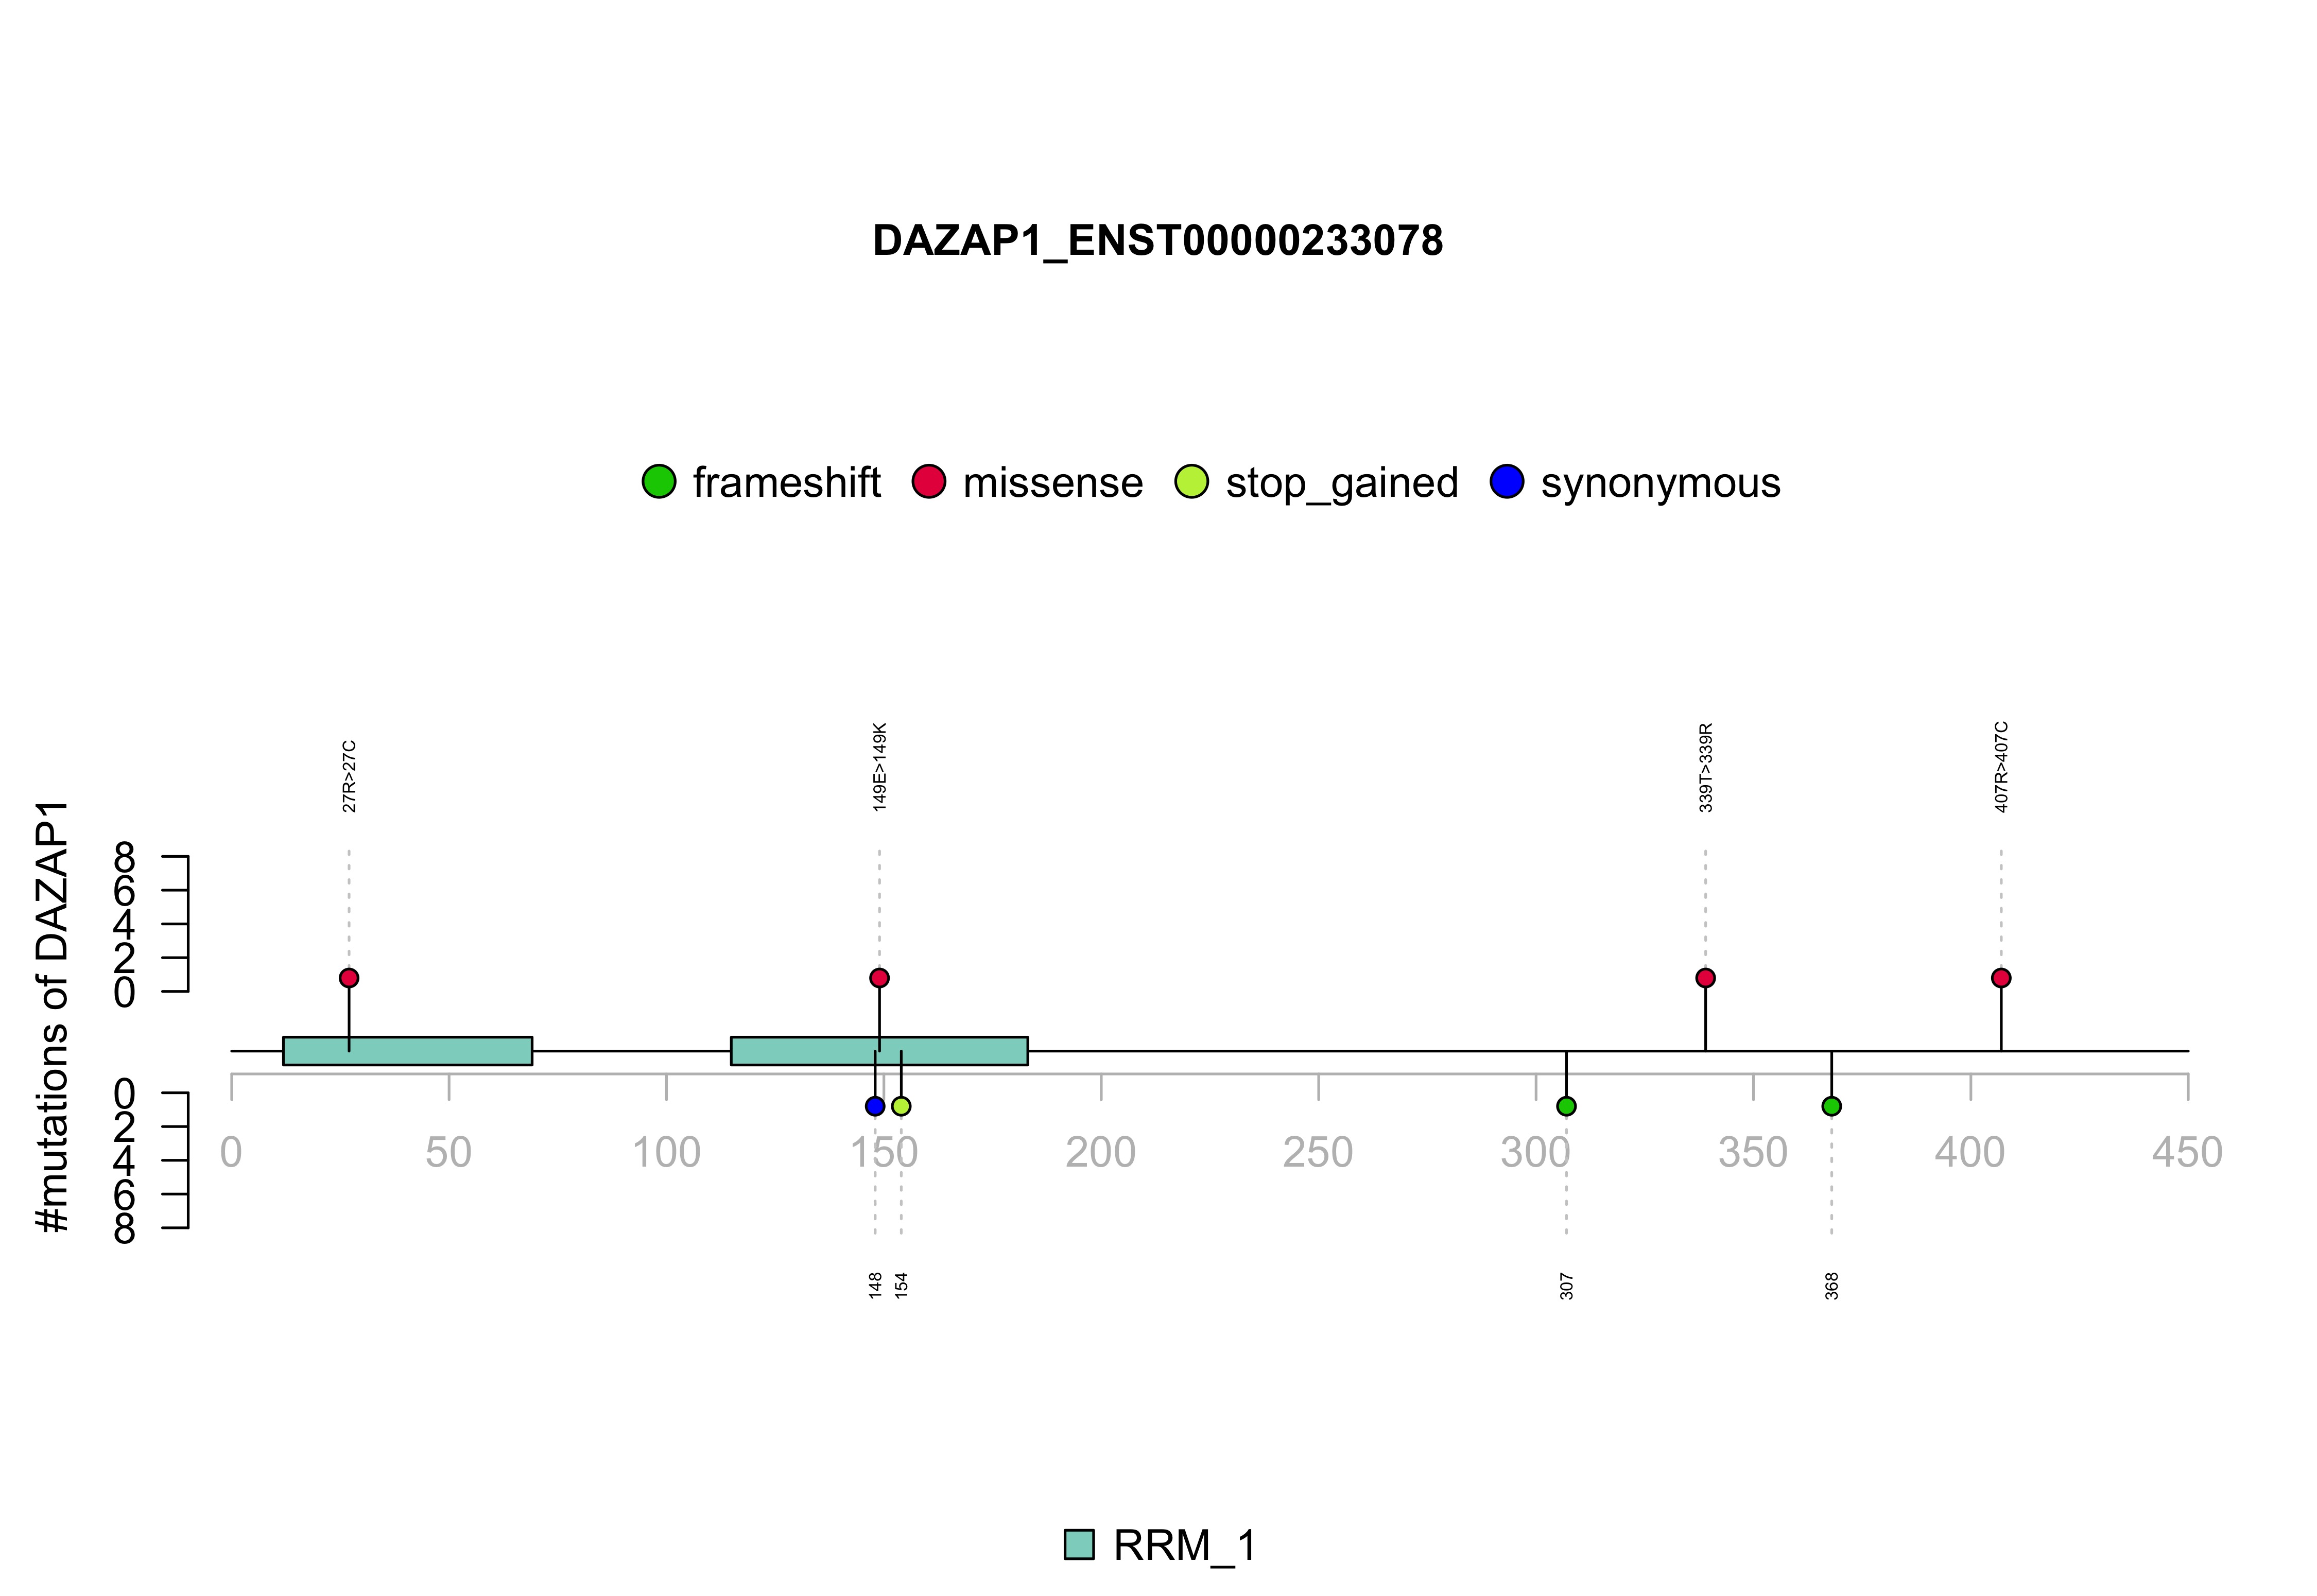 DAZAP1_ENST00000233078
frameshift missense stop_gained synonymous
27R>27C 149E>149K 339T>339R 407R>407C
#mutations of DAZAP1
8
6
4
2
0
0
2
4
6
8
0 50 100 150 200 250 300 350 400 450
148 154 307 368
RRM_1